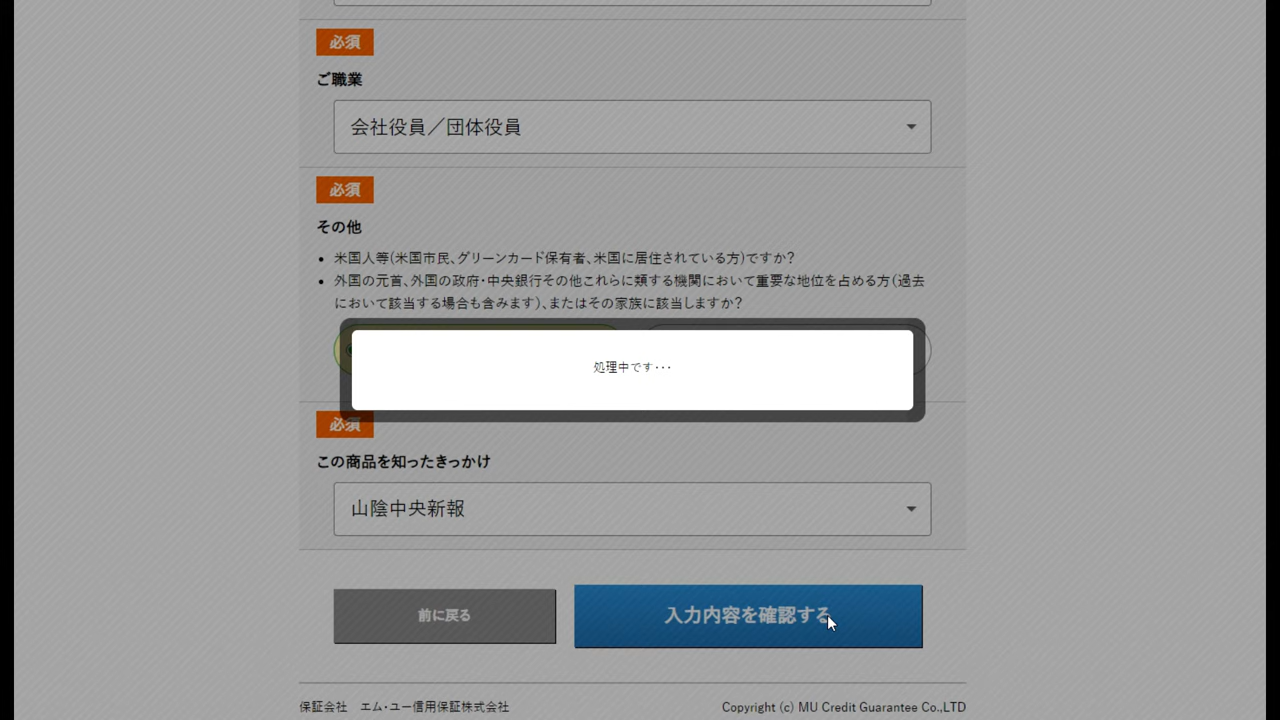 必須
ご職業
会社役員／団体役員
必須
その他
• 米国人等(米国市民、グリーンカード保有者、米国に居住されている方)ですか?
• 外国の元首、外国の政府・中央銀行その他これらに類する機関において重要な地位を占める方(過去
において該当する場合も含みます)、またはその家族に該当しますか?
処理中です・・・
必須
この商品を知ったきっかけ
山陰中央新報
前に戻る
入力内容を確認する
保証会社　エム・ユー信用保証株式会社
Copyright (c) MU Credit Guarantee Co.,LTD